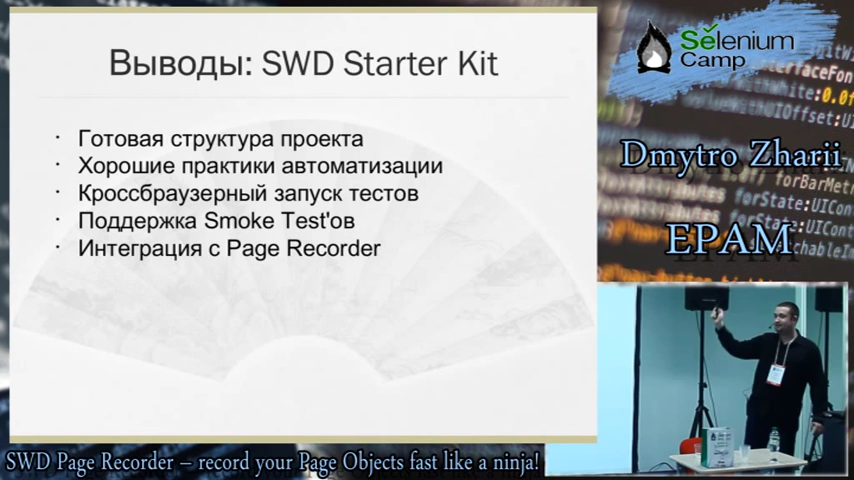 Выводы: SWD Starter Kit
Готовая структура проекта
Хорошие практики автоматизации
Кроссбраузерный запуск тестов
Поддержка Smoke Test'ов
Интеграция с Page Recorder
Selenium
Camp
Dmytro Zharii
EPAM
SWD Page Recorder – record your Page Objects fast like a ninja!